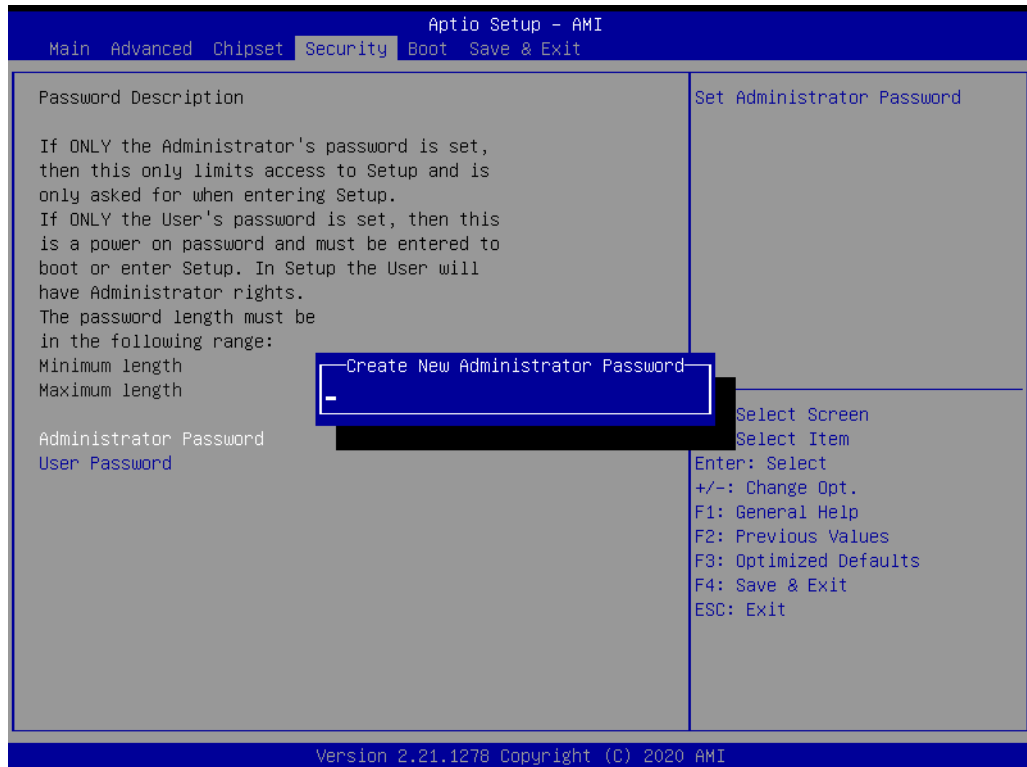 Aptio Setup – AMI
Main Advanced Chipset Security Boot Save & Exit
Password Description
If ONLY the Administrator's password is set,
then this only limits access to Setup and is
only asked for when entering Setup.
If ONLY the User's password is set, then this
is a power on password and must be entered to
boot or enter Setup. In Setup the User will
have Administrator rights.
The password length must be
in the following range:
Minimum length
Maximum length
Administrator Password
User Password
Create New Administrator Password
Set Administrator Password
Select Screen
Select Item
Enter: Select
+/-: Change Opt.
F1: General Help
F2: Previous Values
F3: Optimized Defaults
F4: Save & Exit
ESC: Exit
Version 2.21.1278 Copyright (C) 2020 AMI